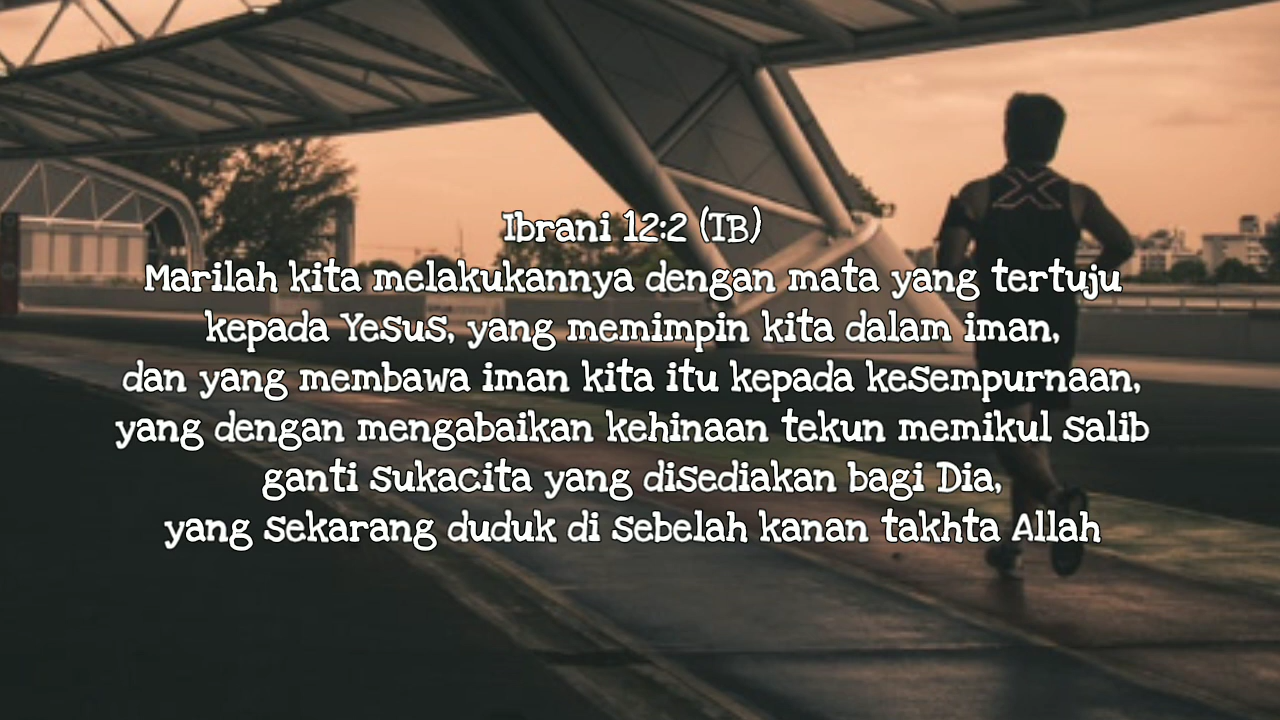 Ibrani 12:2 (IB)
Marilah kita melakukannya dengan mata yang tertuju
kepada Yesus, yang memimpin kita dalam iman,
dan yang membawa iman kita itu kepada kesempurnaan,
yang dengan mengabaikan kehinaan tekun memikul salib
ganti sukacita yang disediakan bagi Dia,
yang sekarang duduk di sebelah kanan takhta Allah